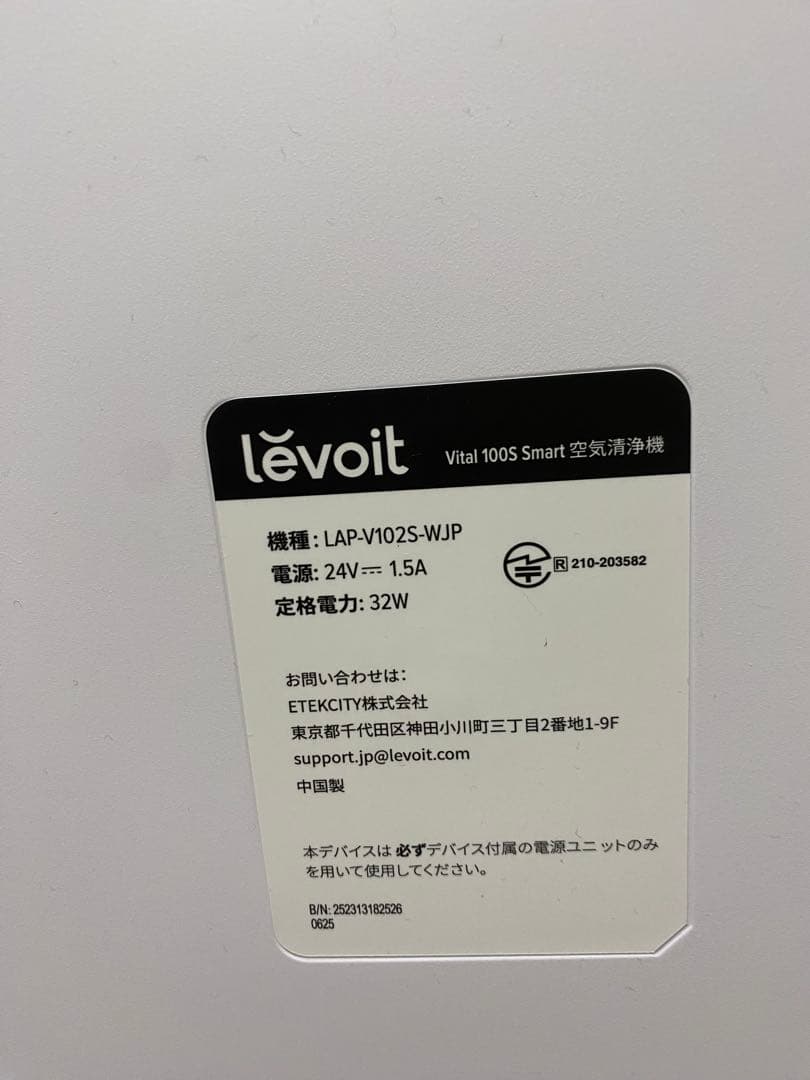 levoit Vital 100S Smart 空気清浄機
機種: LAP-V102S-WJP
電源: 24V⎓ 1.5A
定格電力: 32W
R 210-203582
お問い合わせは:
ETEKCITY株式会社
東京都千代田区神田小川町三丁目2番地1-9F
support.jp@levoit.com
中国製
本デバイスは 必ずデバイス付属の電源ユニットのみ
を用いて使用してください。
B/N: 252313182526
0625